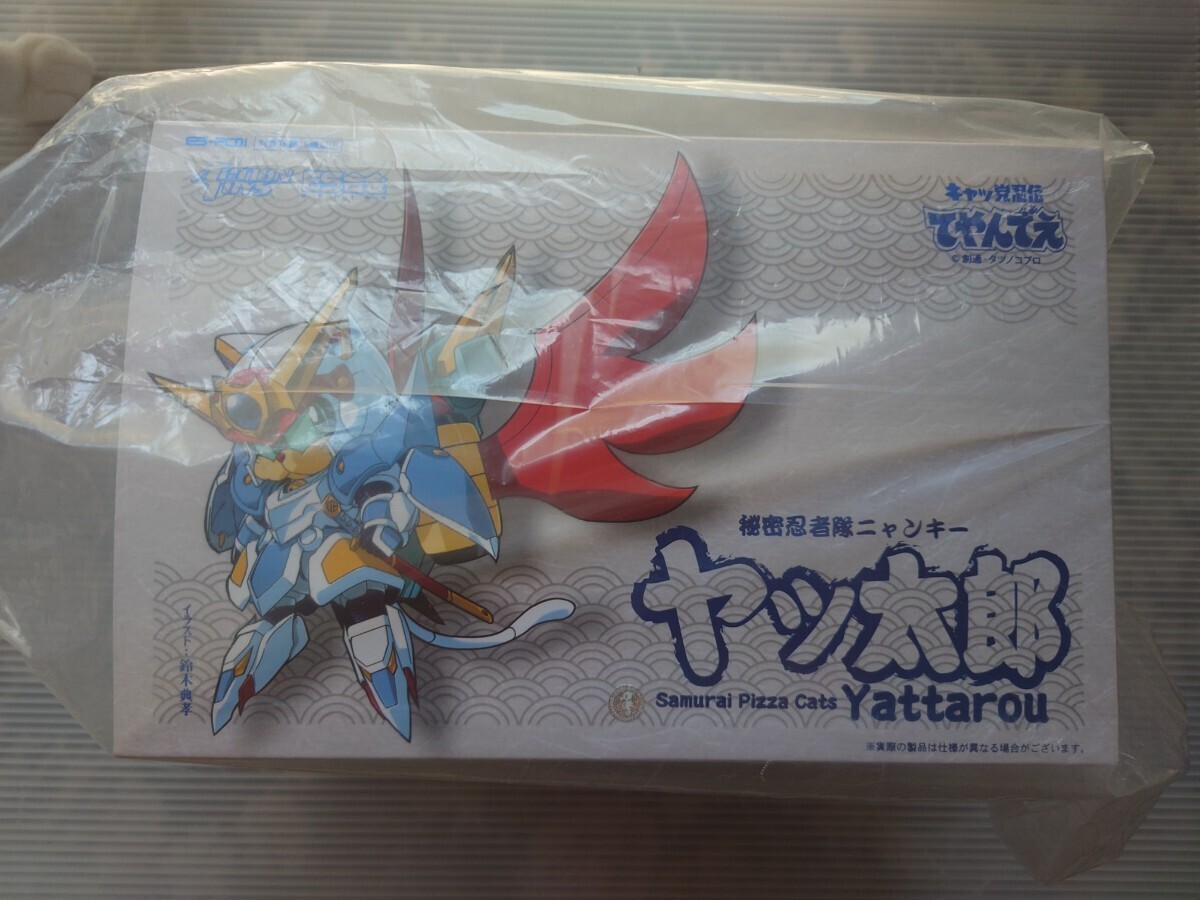 ES-PC01
キャッ党忍伝
てやんでえ
©創通・タツノコプロ
秘密忍者隊ニャンキー
ヤッ太郎
Samurai Pizza Cats Yattarou
イラスト：鈴木典孝
※実際の製品は仕様が異なる場合がございます。